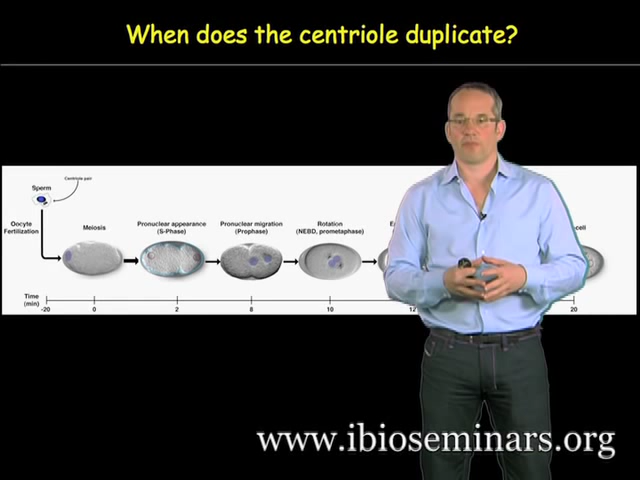 When does the centriole duplicate?
Centriole pair
Sperm
Oocyte
Fertilization
Meiosis
Pronuclear appearance
(S-Phase)
Pronuclear migration
(Prophase)
Rotation
(NEBD, prometaphase)
-cell
Time
(min)
-20 0 2 8 10 12 20
www.ibioseminars.org